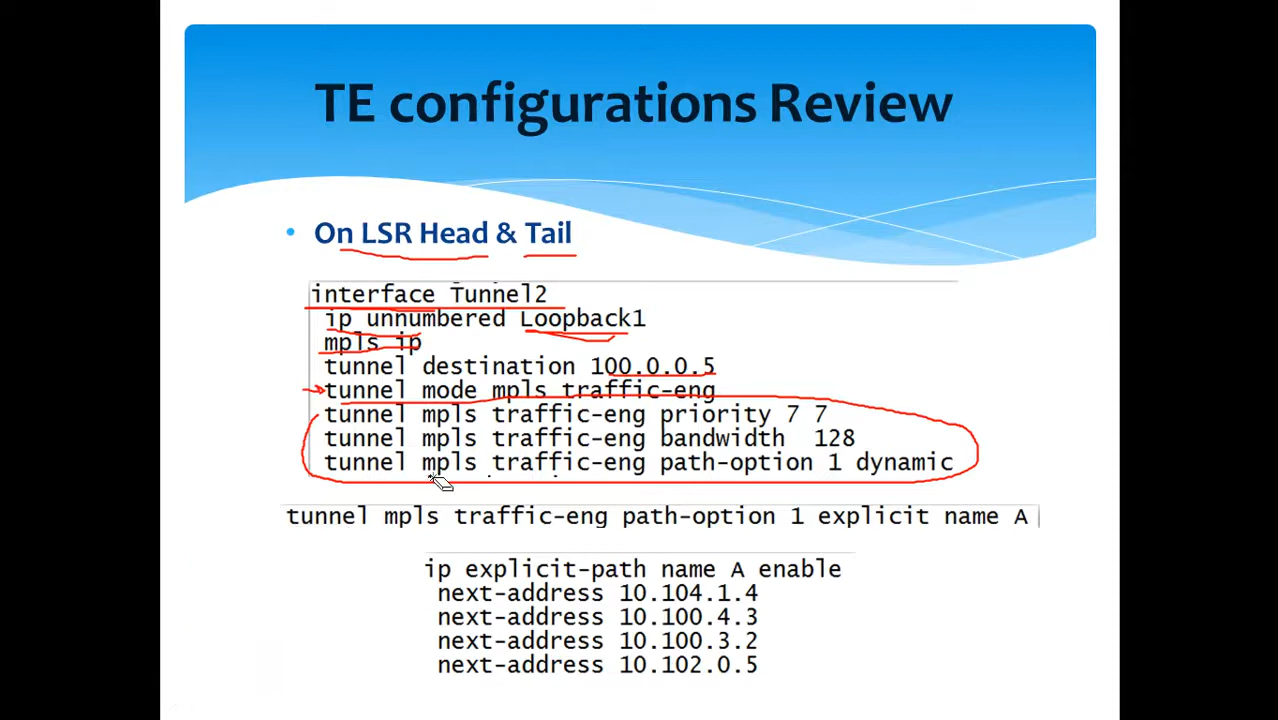 TE configurations Review
• On LSR Head & Tail
interface Tunnel2
ip unnumbered Loopback1
mpls ip
tunnel destination 100.0.0.5
tunnel mode mpls traffic-eng
tunnel mpls traffic-eng priority 7 7
tunnel mpls traffic-eng bandwidth 128
tunnel mpls traffic-eng path-option 1 dynamic
tunnel mpls traffic-eng path-option 1 explicit name A
ip explicit-path name A enable
next-address 10.104.1.4
next-address 10.100.4.3
next-address 10.100.3.2
next-address 10.102.0.5